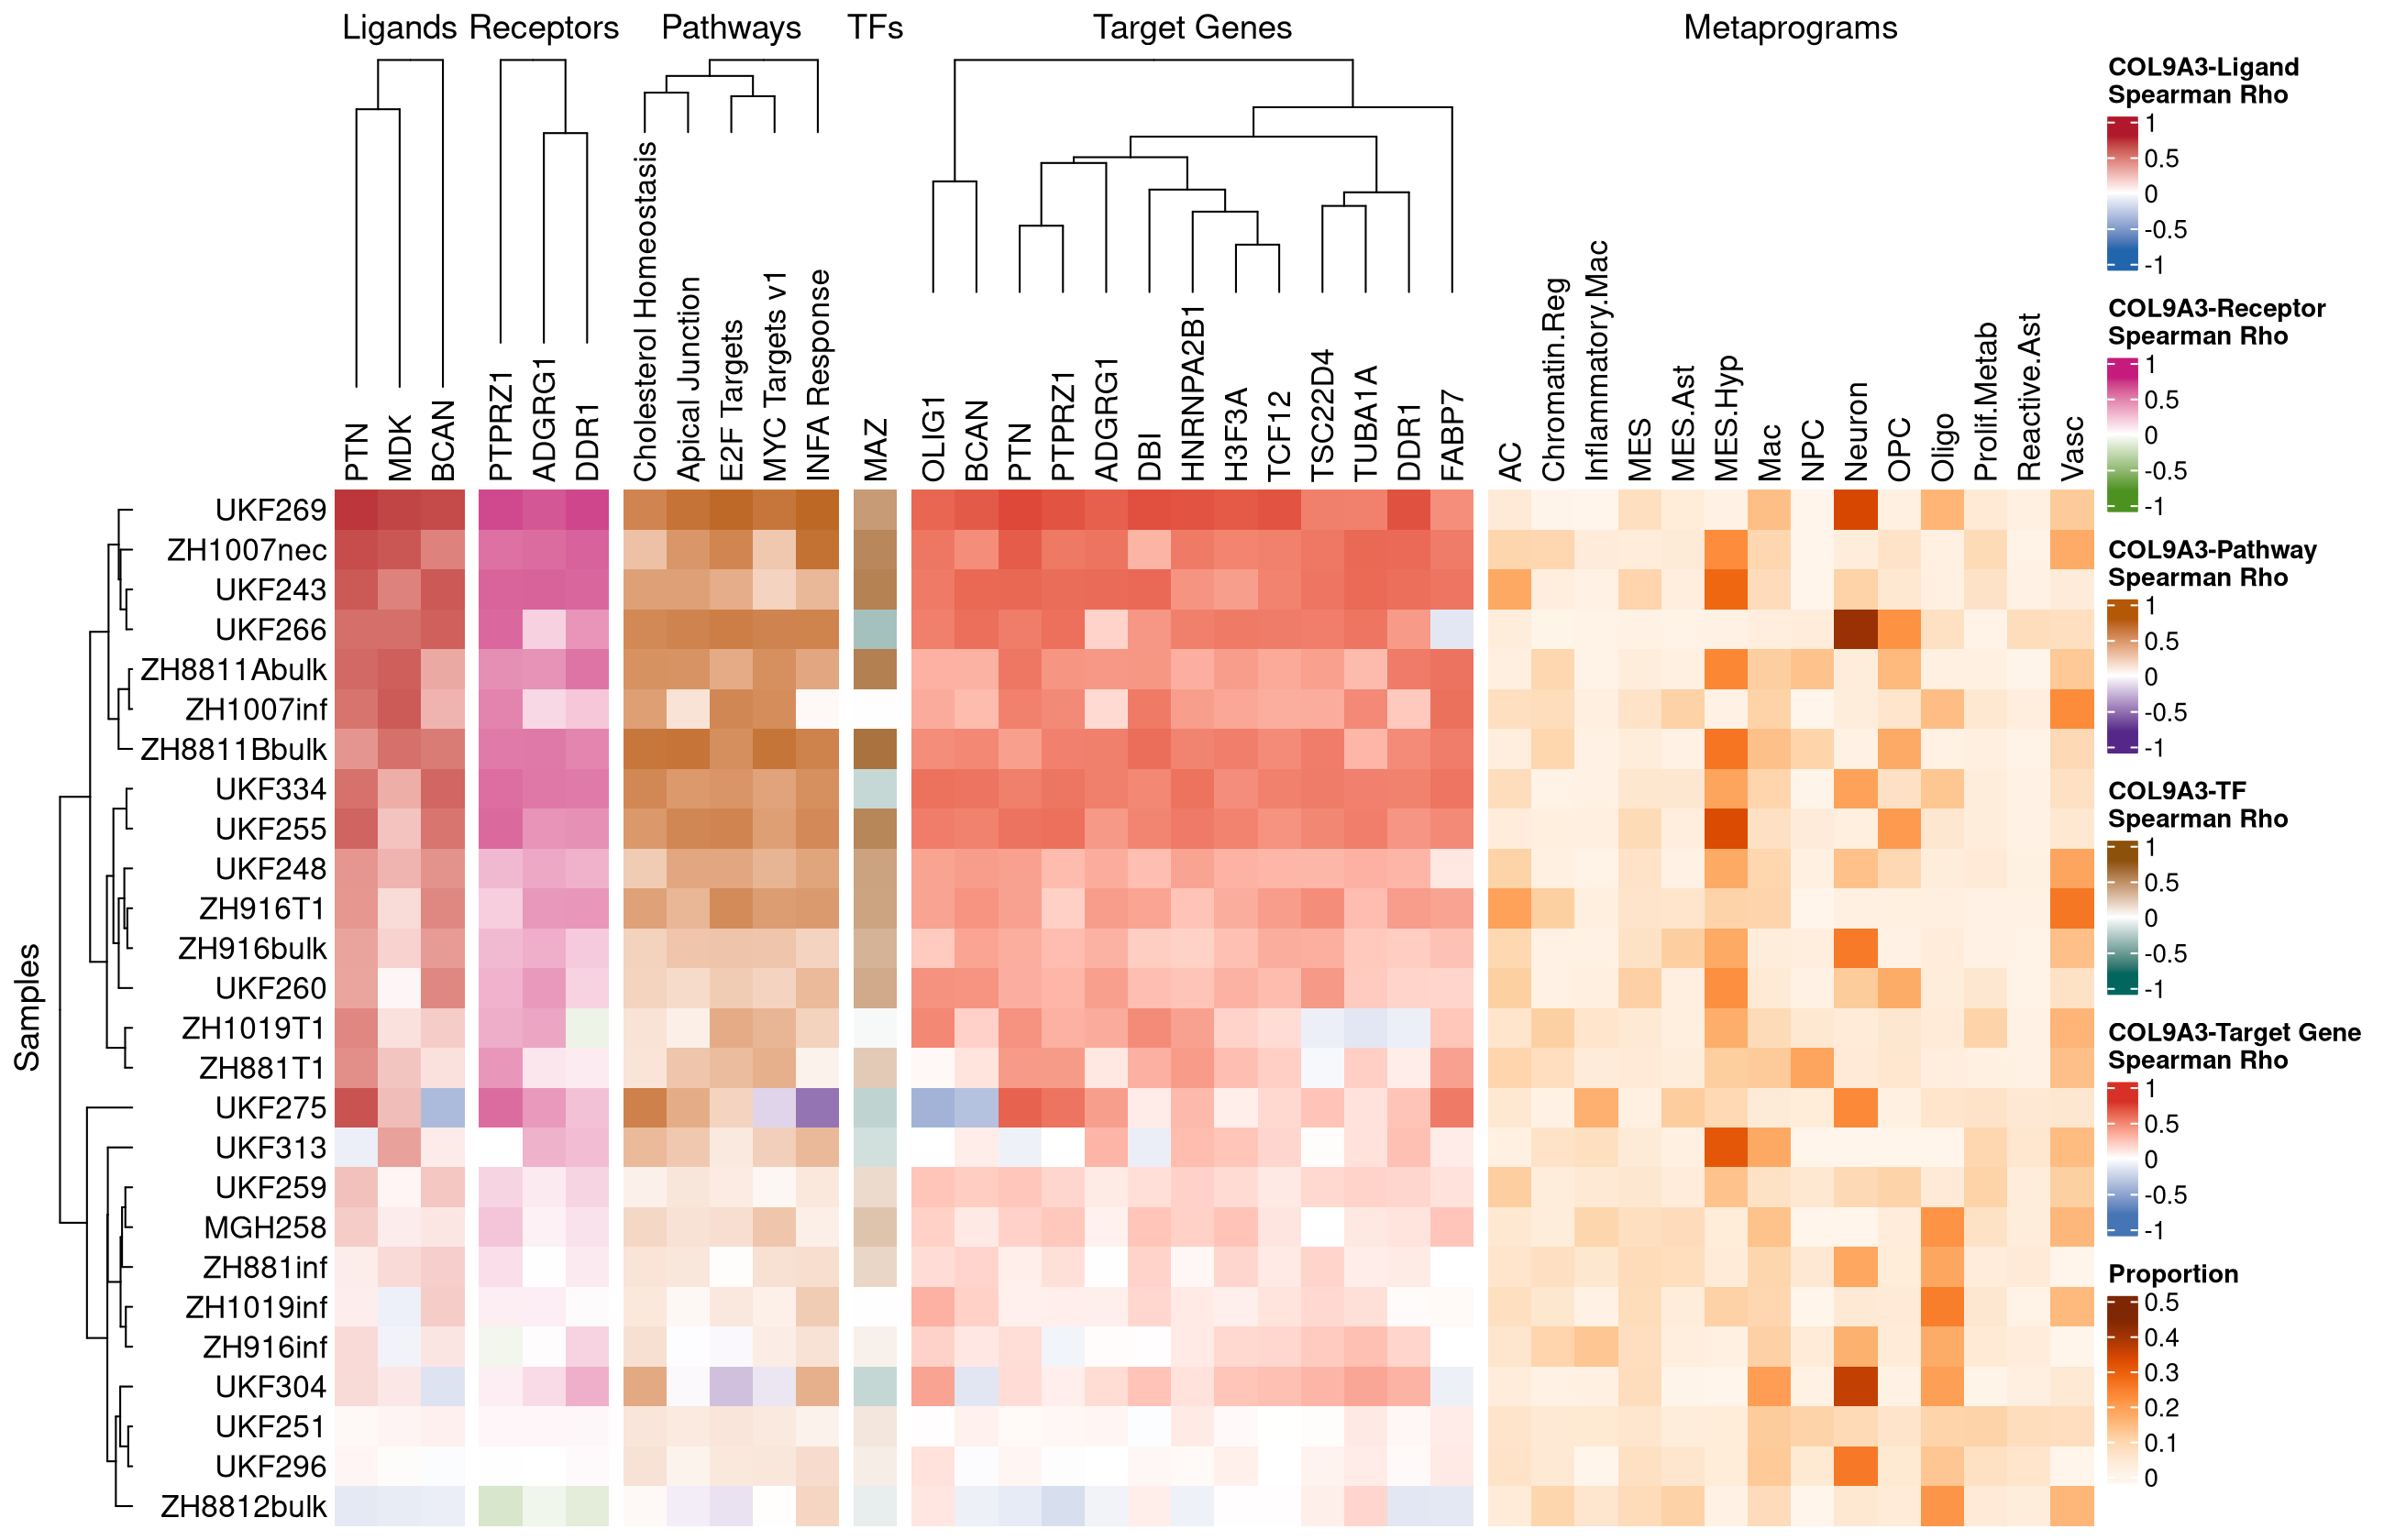 Ligands Receptors Pathways TFs Target Genes Metaprograms
PTN
MDK
BCAN
PTPRZ1
ADGRG1
DDR1
Cholesterol Homeostasis
Apical Junction
E2F Targets
MYC Targets v1
INFA Response
MAZ
OLIG1
BCAN
PTN
PTPRZ1
ADGRG1
DBI
HNRNPA2B1
H3F3A
TCF12
TSC22D4
TUBA1A
DDR1
FABP7
AC
Chromatin.Reg
Inflammatory.Mac
MES
MES.Ast
MES.Hyp
Mac
NPC
Neuron
OPC
Oligo
Prolif.Metab
Reactive.Ast
Vasc
Samples
UKF269
ZH1007nec
UKF243
UKF266
ZH8811Abulk
ZH1007inf
ZH8811Bbulk
UKF334
UKF255
UKF248
ZH916T1
ZH916bulk
UKF260
ZH1019T1
ZH881T1
UKF275
UKF313
UKF259
MGH258
ZH881inf
ZH1019inf
ZH916inf
UKF304
UKF251
UKF296
ZH8812bulk
COL9A3-Ligand
Spearman Rho
1
0.5
0
-0.5
-1
COL9A3-Receptor
Spearman Rho
1
0.5
0
-0.5
-1
COL9A3-Pathway
Spearman Rho
1
0.5
0
-0.5
-1
COL9A3-TF
Spearman Rho
1
0.5
0
-0.5
-1
COL9A3-Target Gene
Spearman Rho
1
0.5
0
-0.5
-1
Proportion
0.5
0.4
0.3
0.2
0.1
0